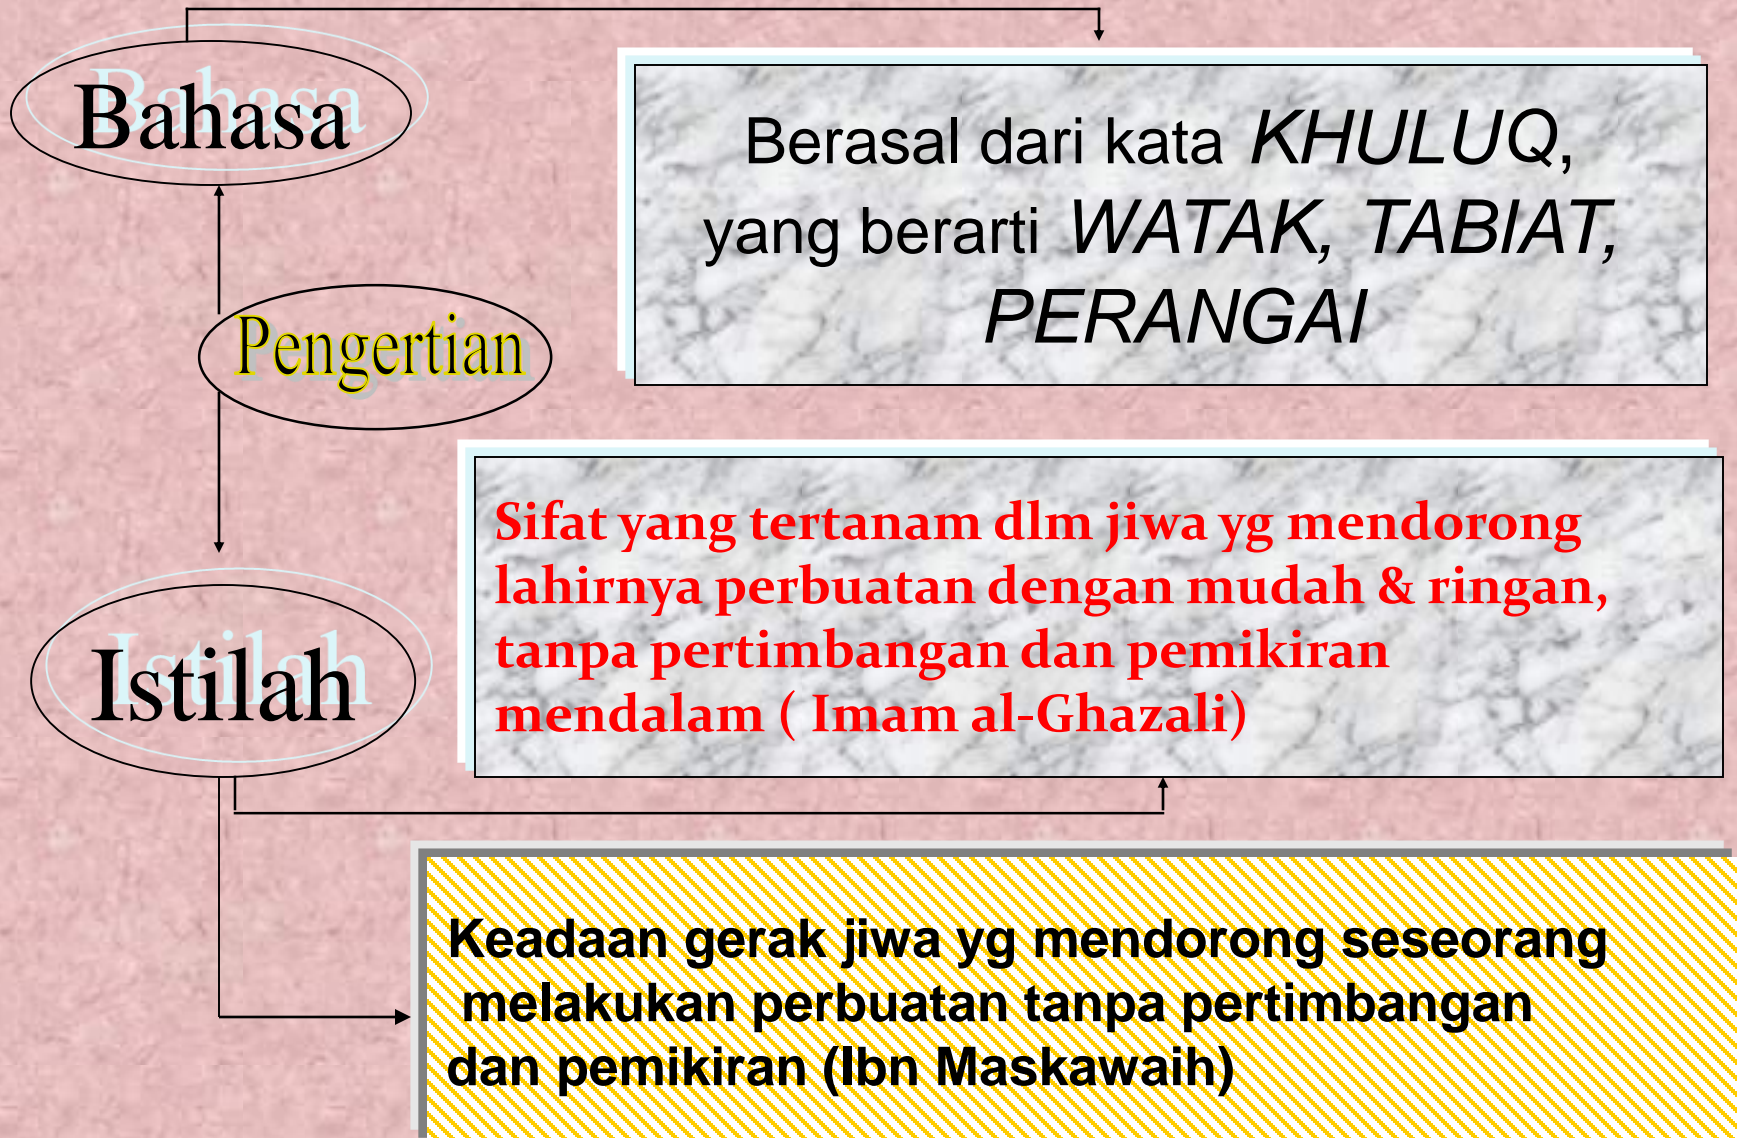 Bahasa
Berasal dari kata KHULUQ,
yang berarti WATAK, TABIAT,
PERANGAI
Pengertian
Istilah
Sifat yang tertanam dlm jiwa yg mendorong
lahirnya perbuatan dengan mudah & ringan,
tanpa pertimbangan dan pemikiran
mendalam ( Imam al-Ghazali)
Keadaan gerak jiwa yg mendorong seseorang
melakukan perbuatan tanpa pertimbangan
dan pemikiran (Ibn Maskawaih)